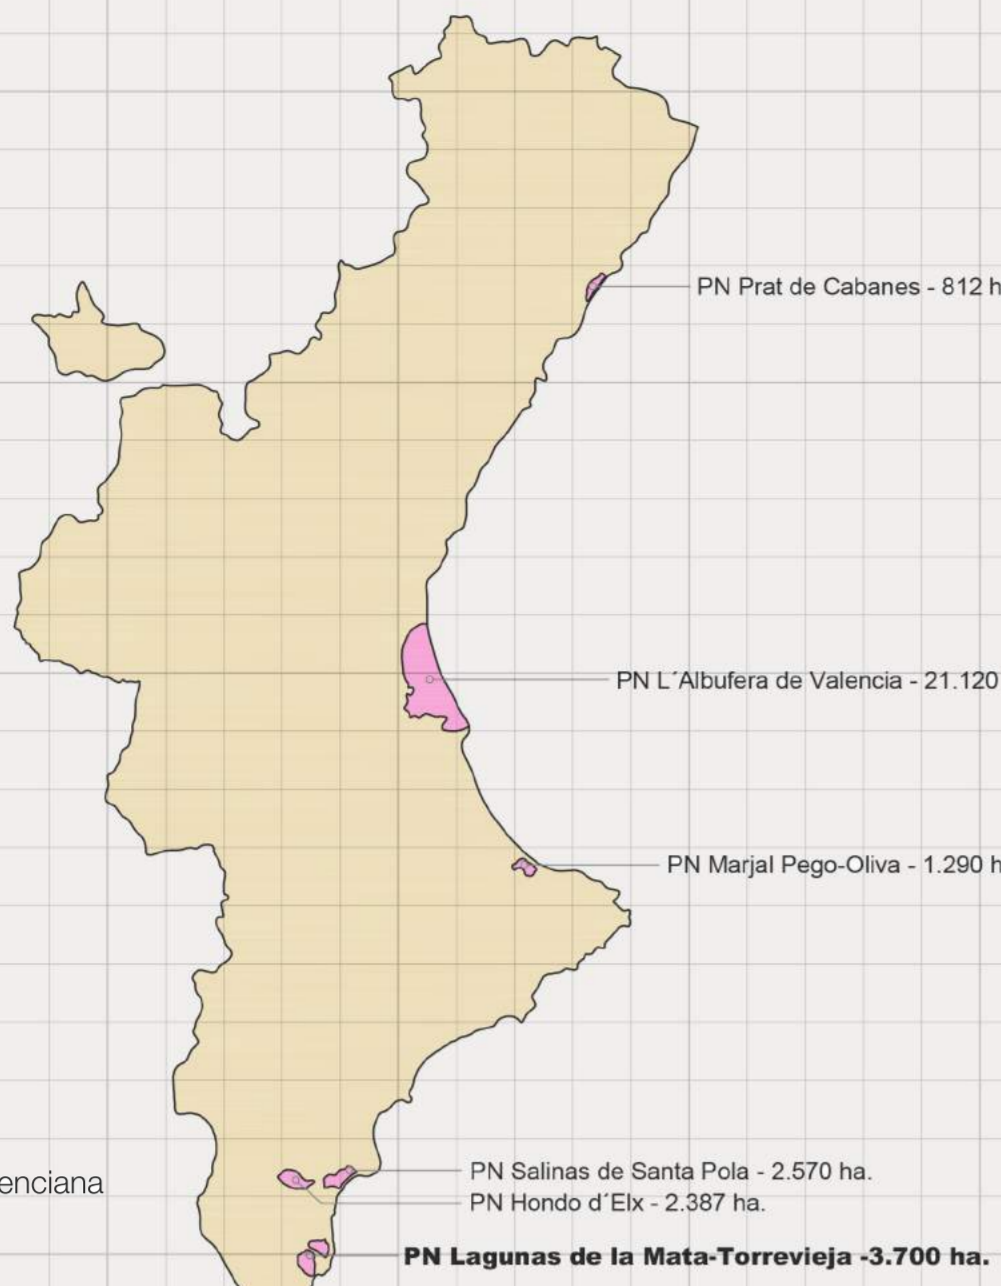 PN Prat de Cabanes - 812 h
PN L´Albufera de Valencia - 21.120
PN Marjal Pego-Oliva - 1.290 h
PN Salinas de Santa Pola - 2.570 ha.
enciana
PN Hondo d´Elx - 2.387 ha.
PN Lagunas de la Mata-Torrevieja -3.700 ha.